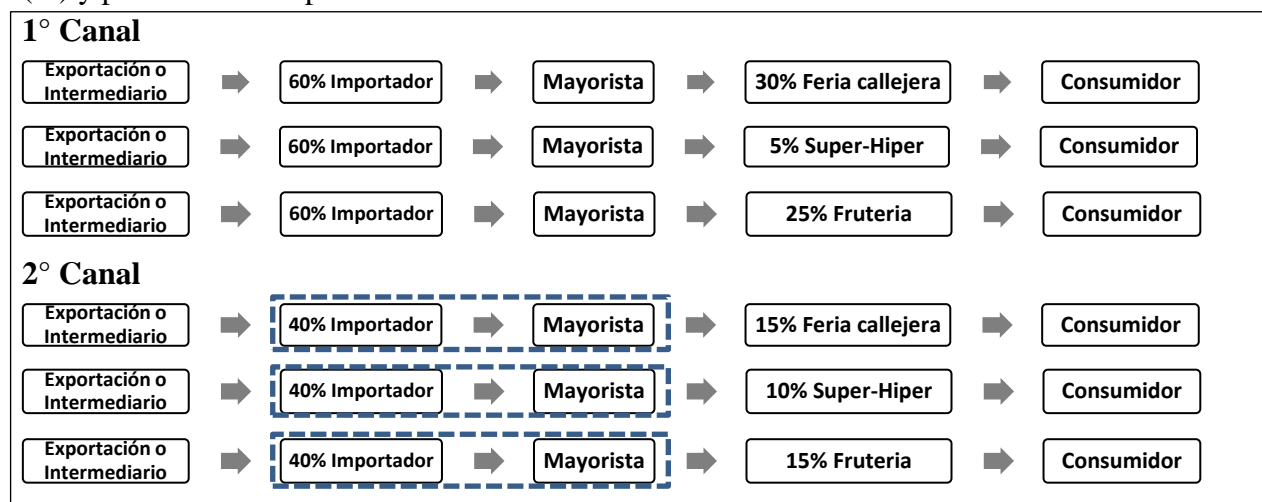 1° Canal
Exportación o
Intermediario
60% Importador
Mayorista
30% Feria callejera
Consumidor
Exportación o
Intermediario
60% Importador
Mayorista
5% Super-Hiper
Consumidor
Exportación o
Intermediario
60% Importador
Mayorista
25% Fruteria
Consumidor
2° Canal
Exportación o
Intermediario
40% Importador
Mayorista
15% Feria callejera
Consumidor
Exportación o
Intermediario
40% Importador
Mayorista
10% Super-Hiper
Consumidor
Exportación o
Intermediario
40% Importador
Mayorista
15% Fruteria
Consumidor